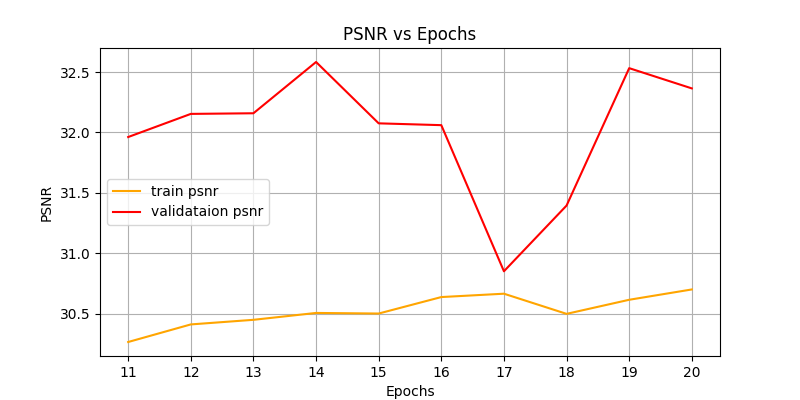 PSNR vs Epochs
PSNR
32.5
32.0
31.5
31.0
30.5
train psnr
validataion psnr
11 12 13 14 15 16 17 18 19 20
Epochs